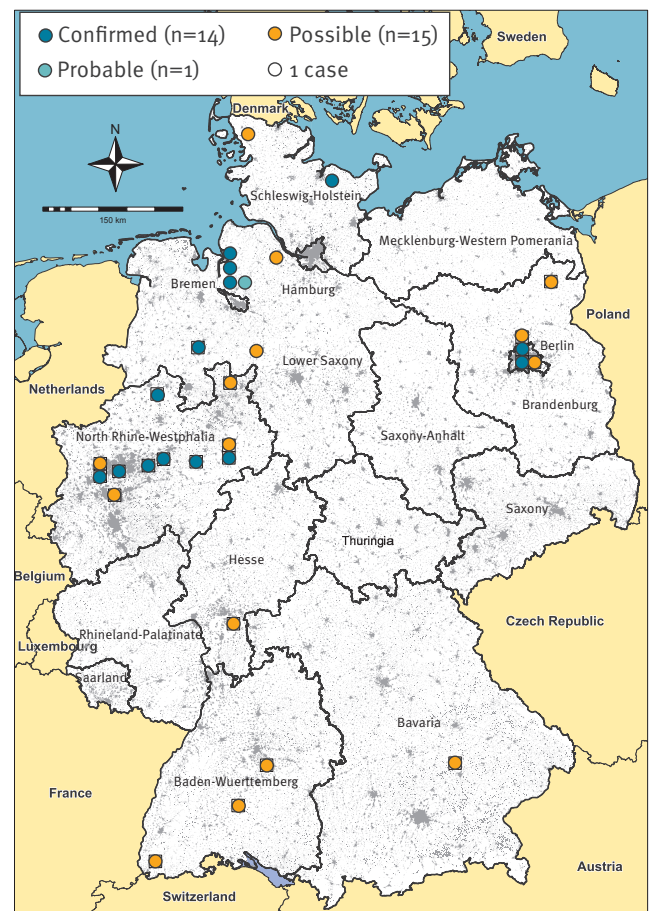 Confirmed (n=14)
Possible (n=15)
Probable (n=1)
1 case
Sweden
Denmark
N
150 km
Schleswig-Holstein
Mecklenburg-Western Pomerania
Bremen
Hamburg
Poland
Berlin
Lower Saxony
Netherlands
Brandenburg
North Rhine-Westphalia
Saxony-Anhalt
Saxony
Thuringia
Hesse
Belgium
Czech Republic
Rhineland-Palatinate
Luxembourg
Saarland
Bavaria
Baden-Wuerttemberg
France
Austria
Switzerland